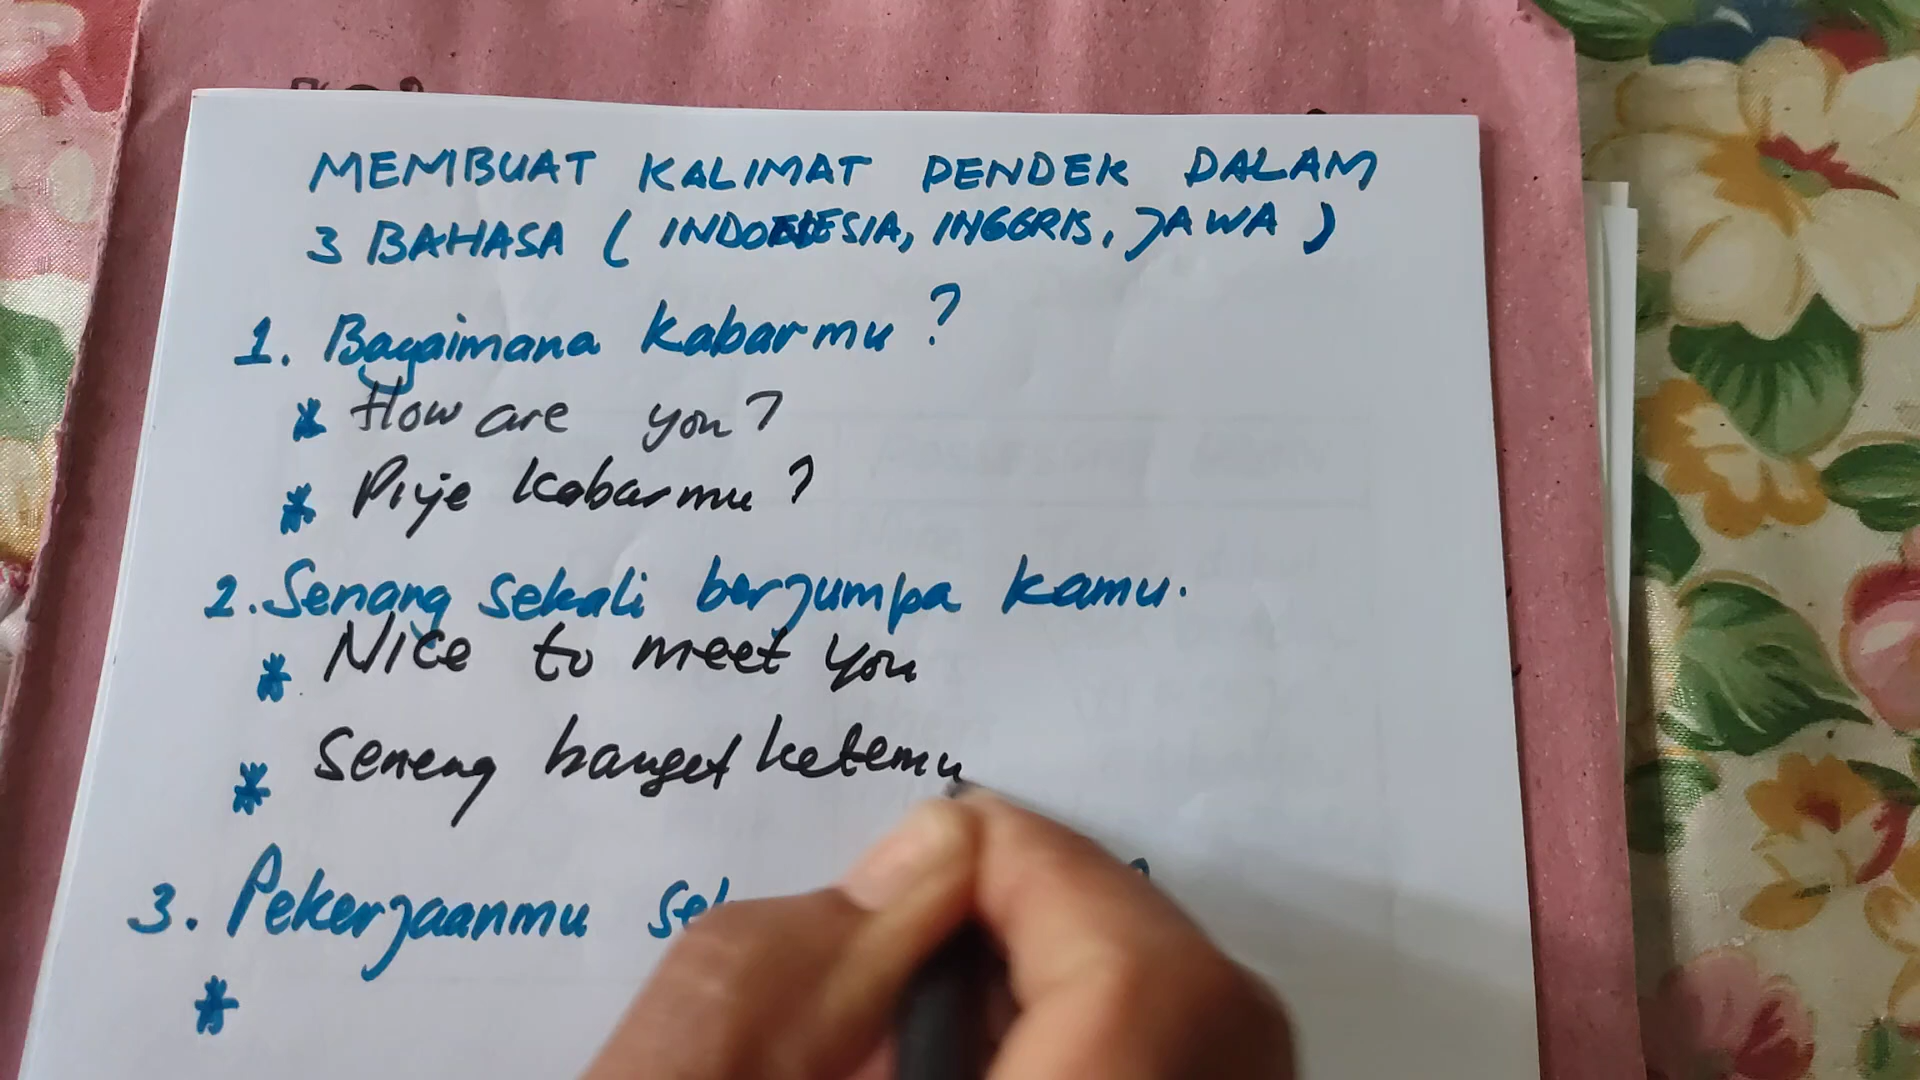 MEMBUAT KALIMAT PENDEK DALAM
3 BAHASA ( INDONESIA, INGGRIS, JAWA )
1. Bagaimana kabarmu ?
* How are you?
* Piye kabarmu ?
2. Senang sekali berjumpa kamu.
* Nice to meet you
* Seneng banget ketemu
3. Pekerjaanmu
*